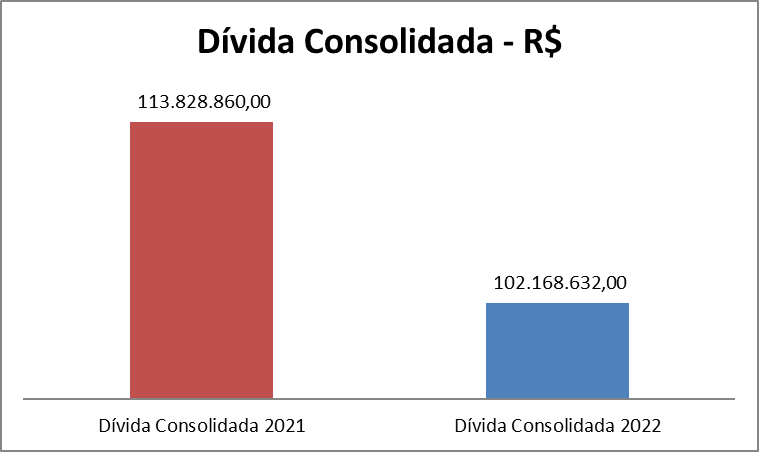 Dívida Consolidada - R$
113.828.860,00
102.168.632,00
Dívida Consolidada 2021
Dívida Consolidada 2022